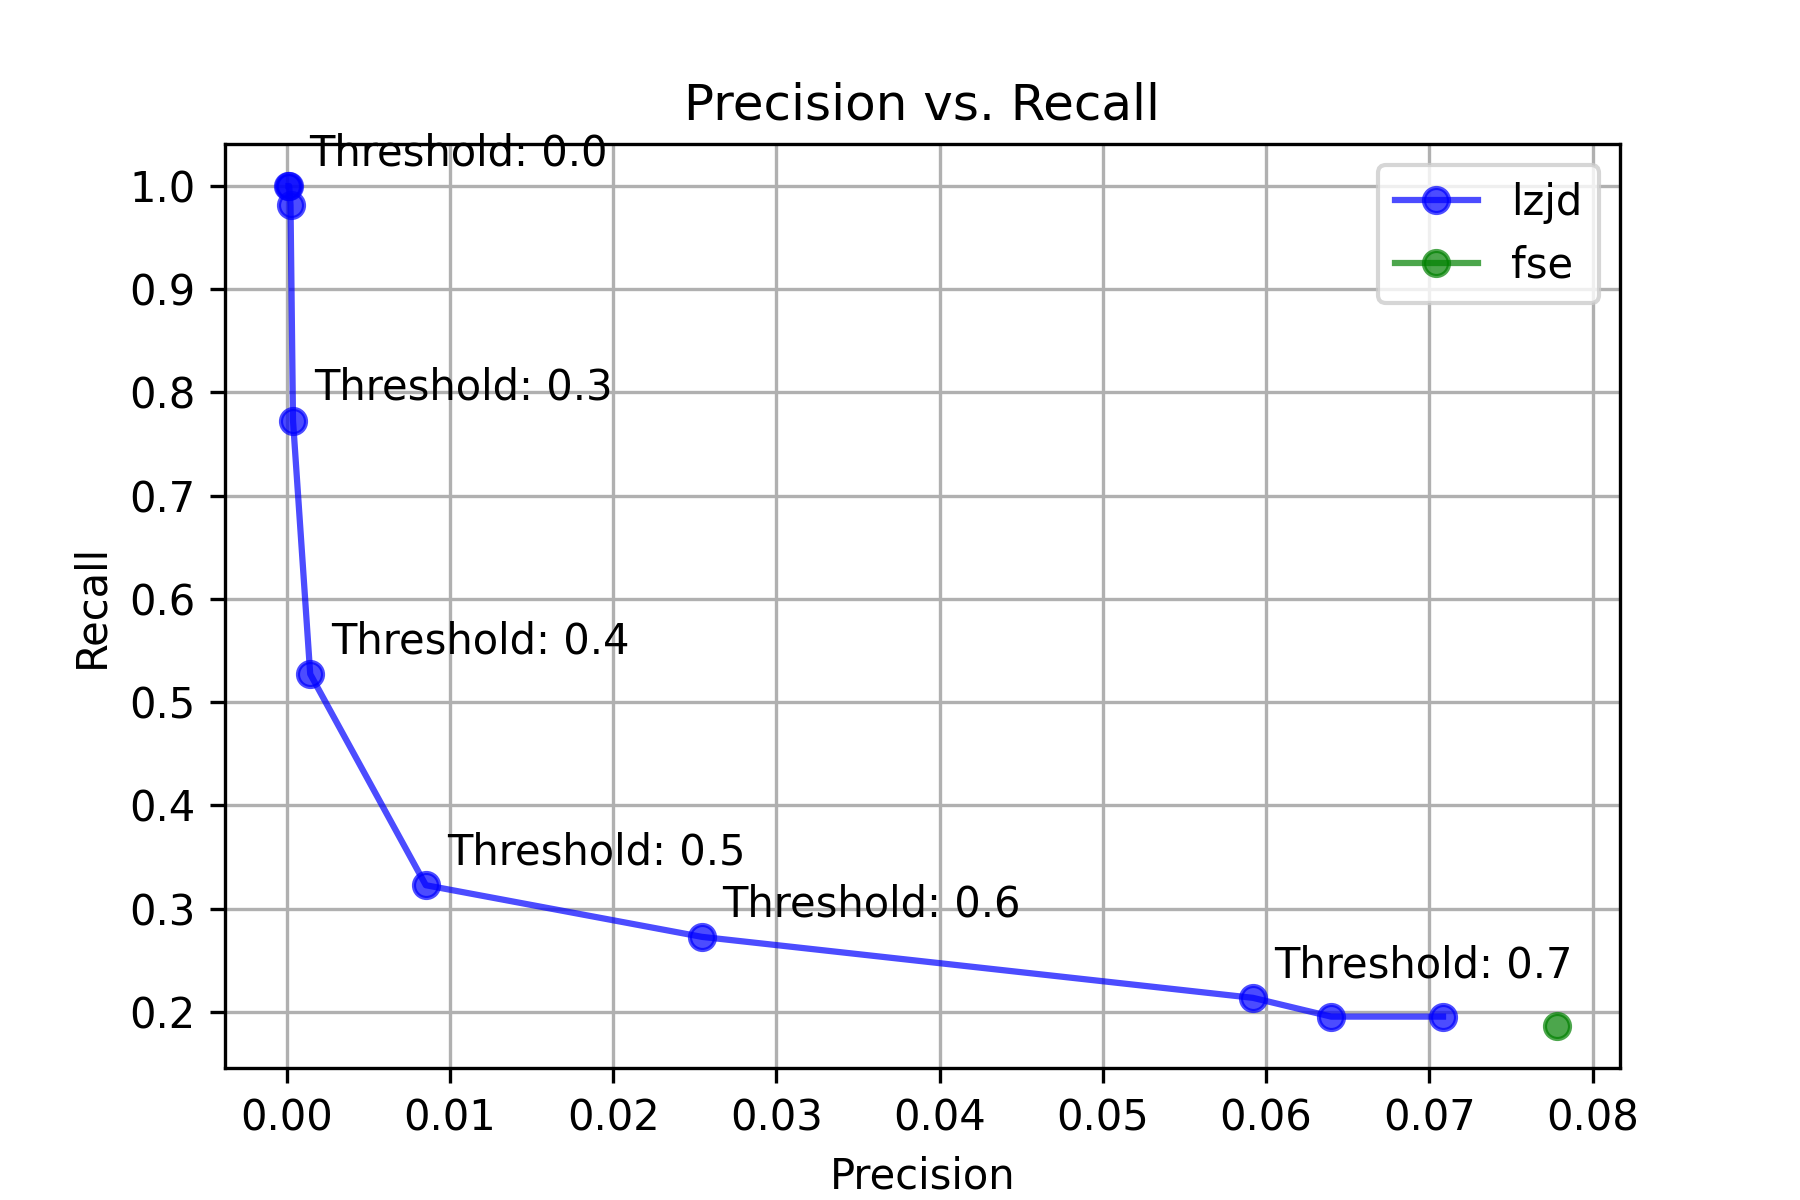 Precision vs. Recall
Threshold: 0.0
Threshold: 0.3
Threshold: 0.4
Threshold: 0.5
Threshold: 0.6
Threshold: 0.7
lzjd
fse
Recall
1.0
0.9
0.8
0.7
0.6
0.5
0.4
0.3
0.2
0.00 0.01 0.02 0.03 0.04 0.05 0.06 0.07 0.08
Precision